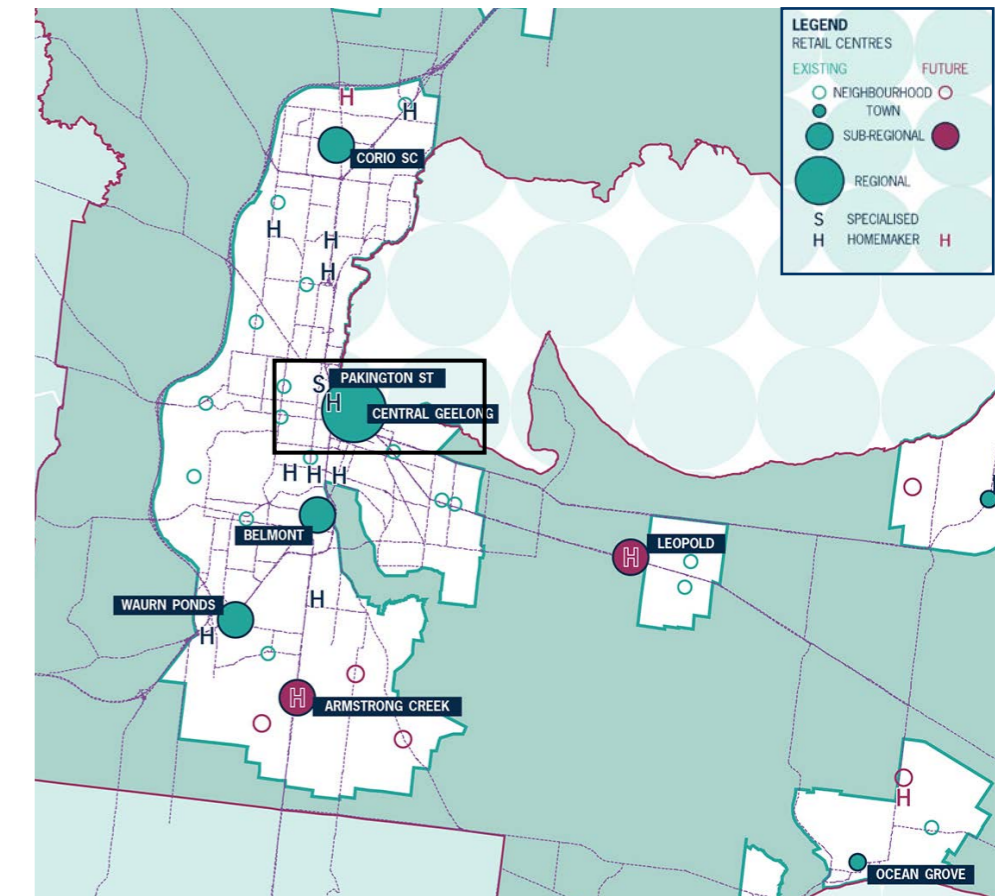 LEGEND
RETAIL CENTRES
EXISTING FUTURE
NEIGHBOURHOOD
TOWN
SUB-REGIONAL
REGIONAL
S SPECIALISED
H HOMEMAKER H
H
H
CORIO SC
H
H
H
S PAKINGTON ST
H
CENTRAL GEELONG
H H H
BELMONT
LEOPOLD
H
H
WAURN PONDS
H
H
ARMSTRONG CREEK
H
H
OCEAN GROVE